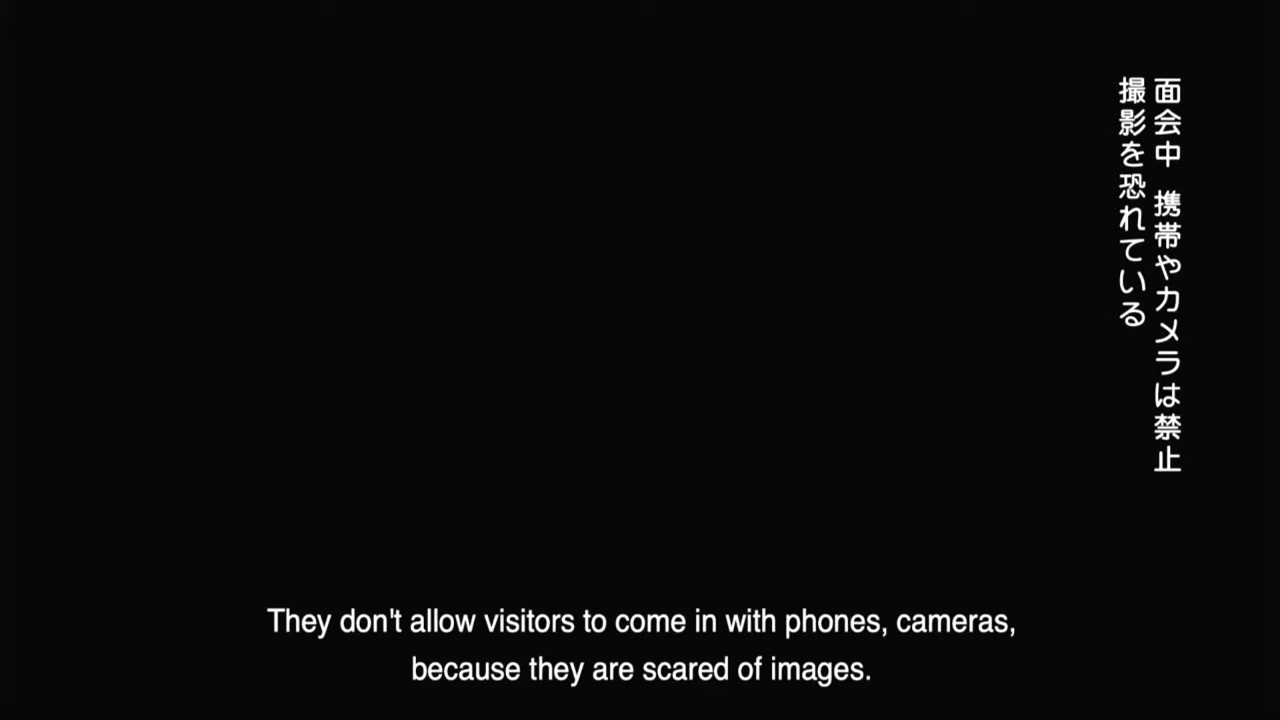 面会中 携帯やカメラは禁止
撮影を恐れている
They don't allow visitors to come in with phones, cameras,
because they are scared of images.